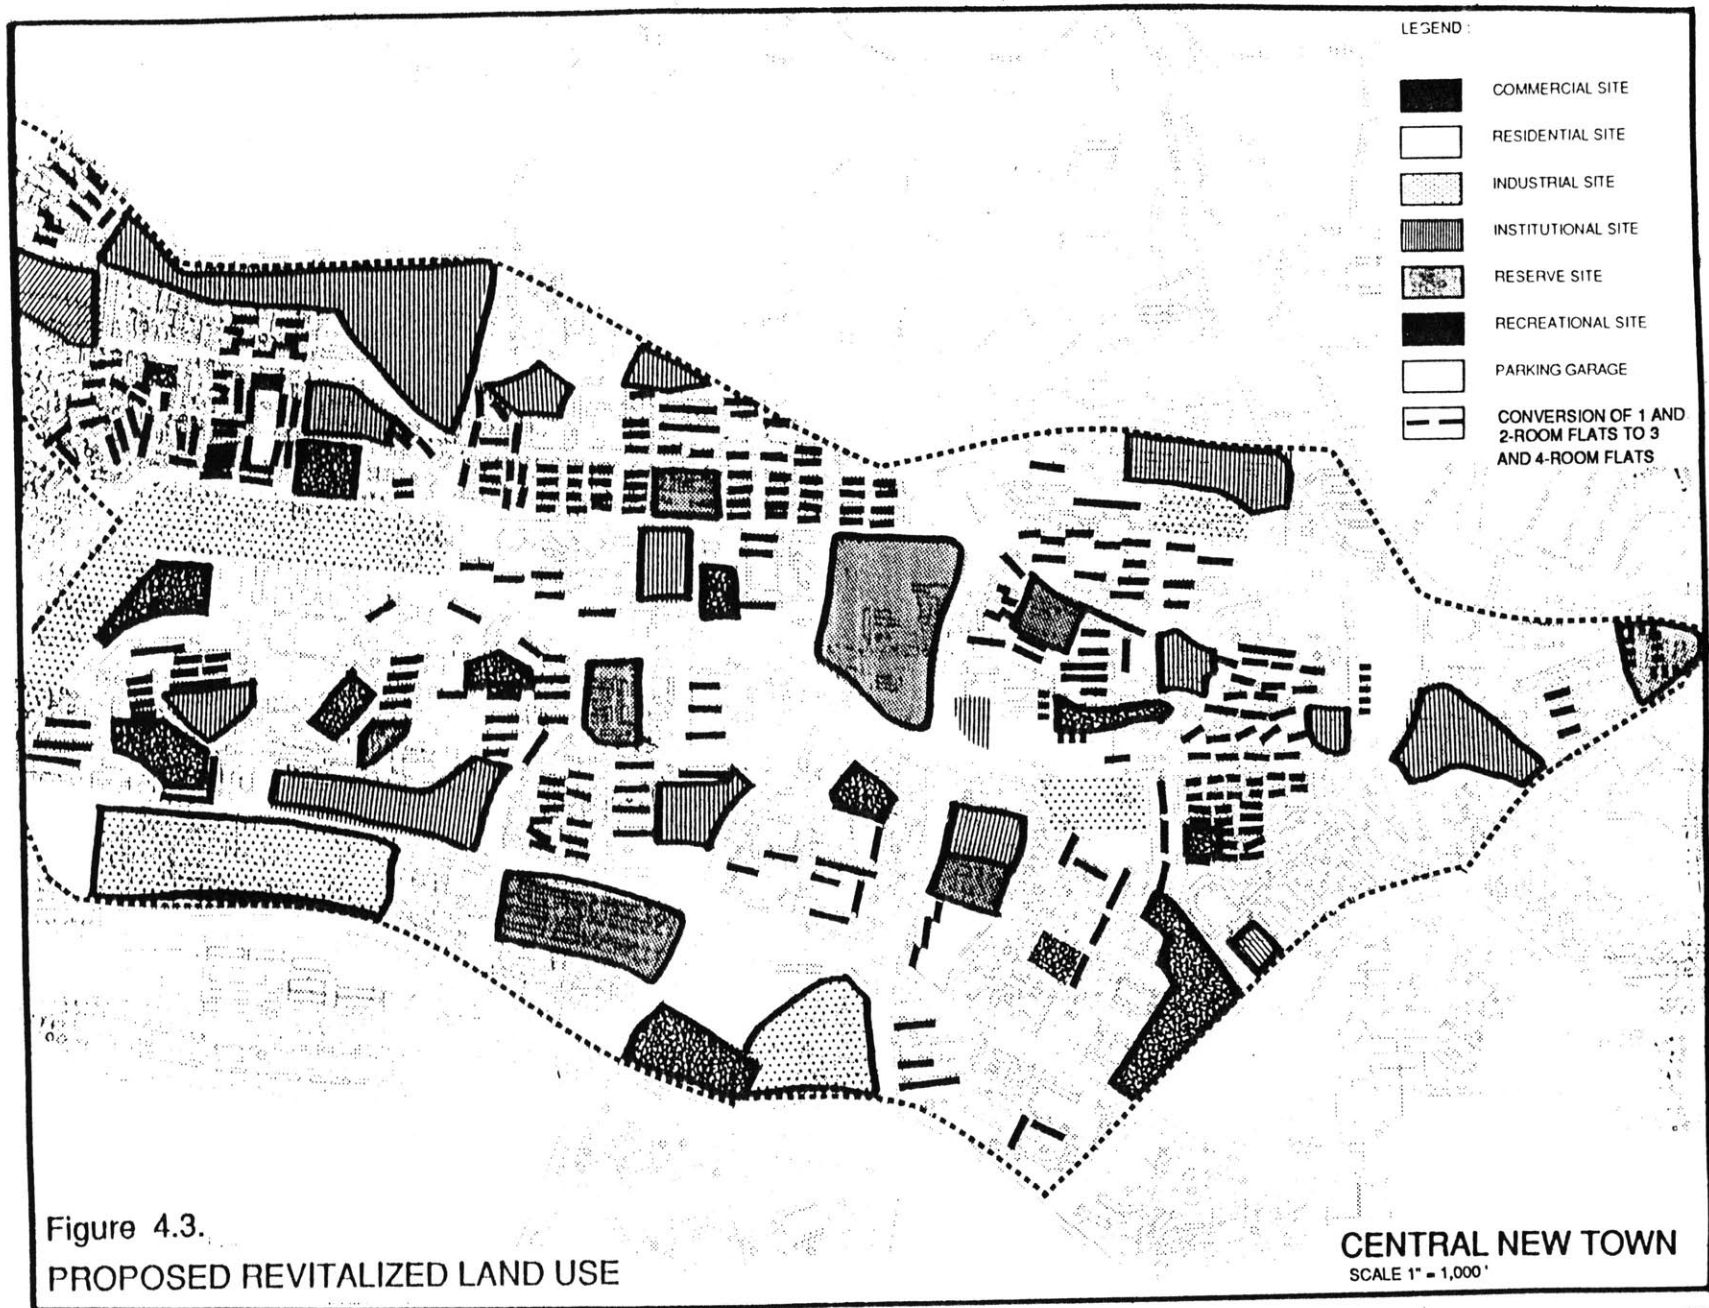 LEGEND :
COMMERCIAL SITE
RESIDENTIAL SITE
INDUSTRIAL SITE
INSTITUTIONAL SITE
RESERVE SITE
RECREATIONAL SITE
PARKING GARAGE
CONVERSION OF 1 AND
2-ROOM FLATS TO 3
AND 4-ROOM FLATS
Figure 4.3.
PROPOSED REVITALIZED LAND USE
CENTRAL NEW TOWN
SCALE 1" = 1,000'